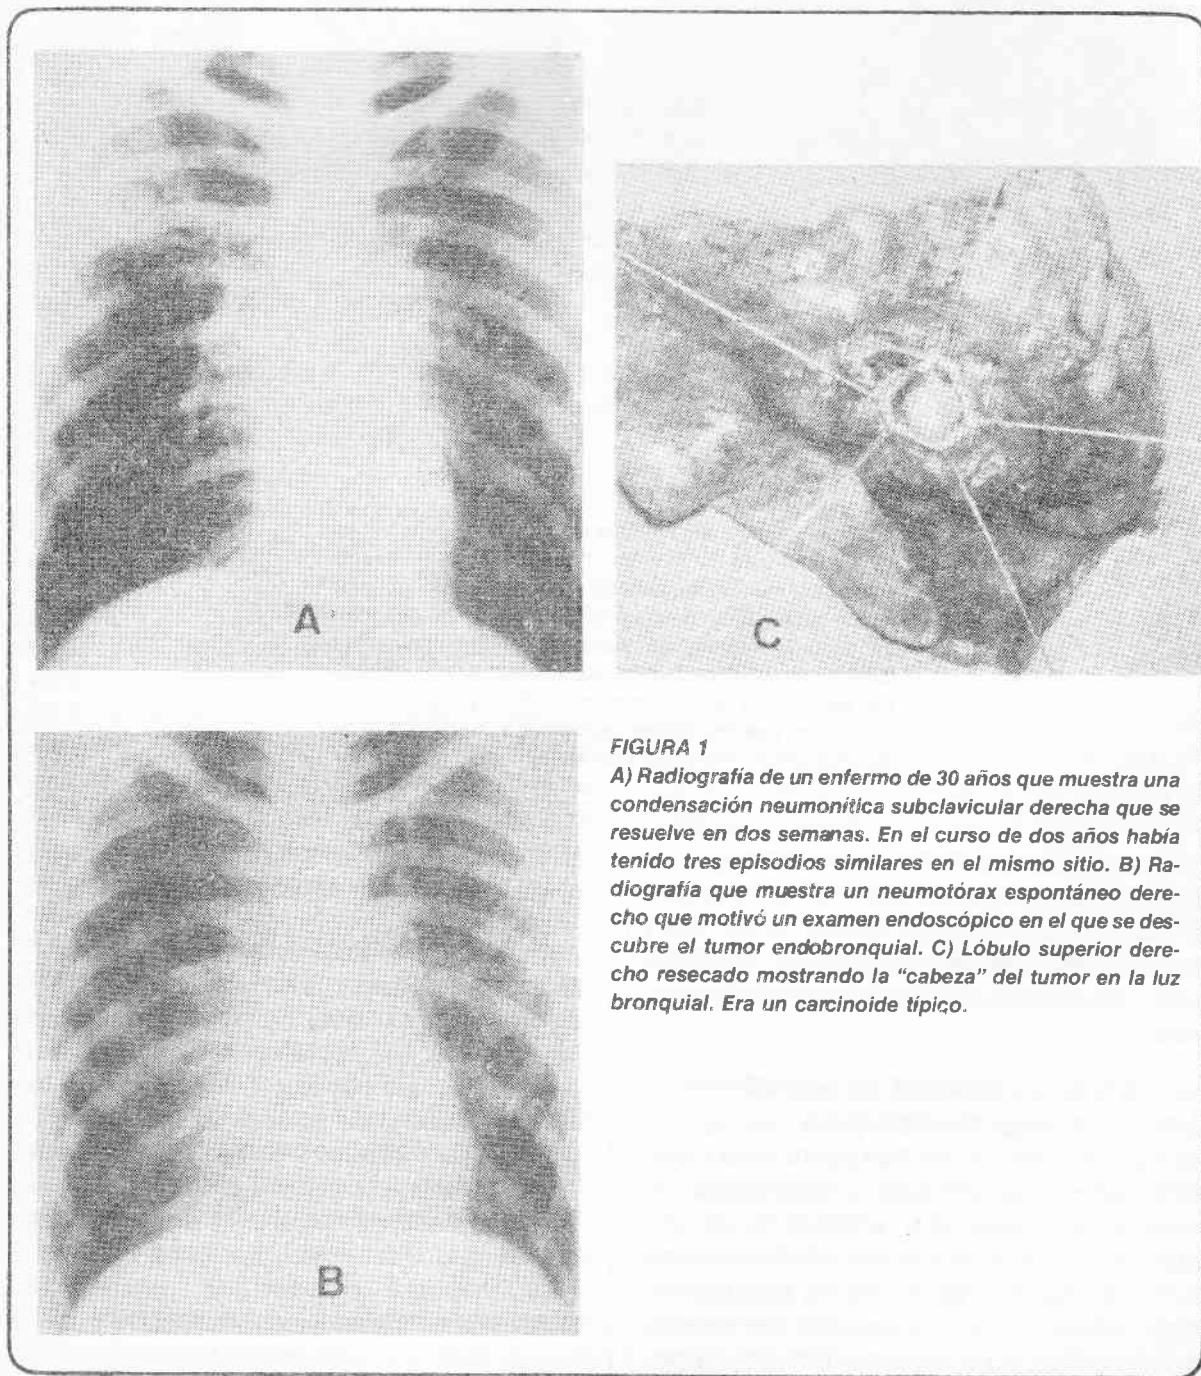 A
C
B
FIGURA 1
A) Radiografía de un enfermo de 30 años que muestra una
condensación neumonítica subclavicular derecha que se
resuelve en dos semanas. En el curso de dos años había
tenido tres episodios similares en el mismo sitio. B) Ra-
diografía que muestra un neumotórax espontáneo dere-
cho que motivó un examen endoscópico en el que se des-
cubre el tumor endobronquial. C) Lóbulo superior dere-
cho resecado mostrando la "cabeza" del tumor en la luz
bronquial. Era un carcinoide típico.